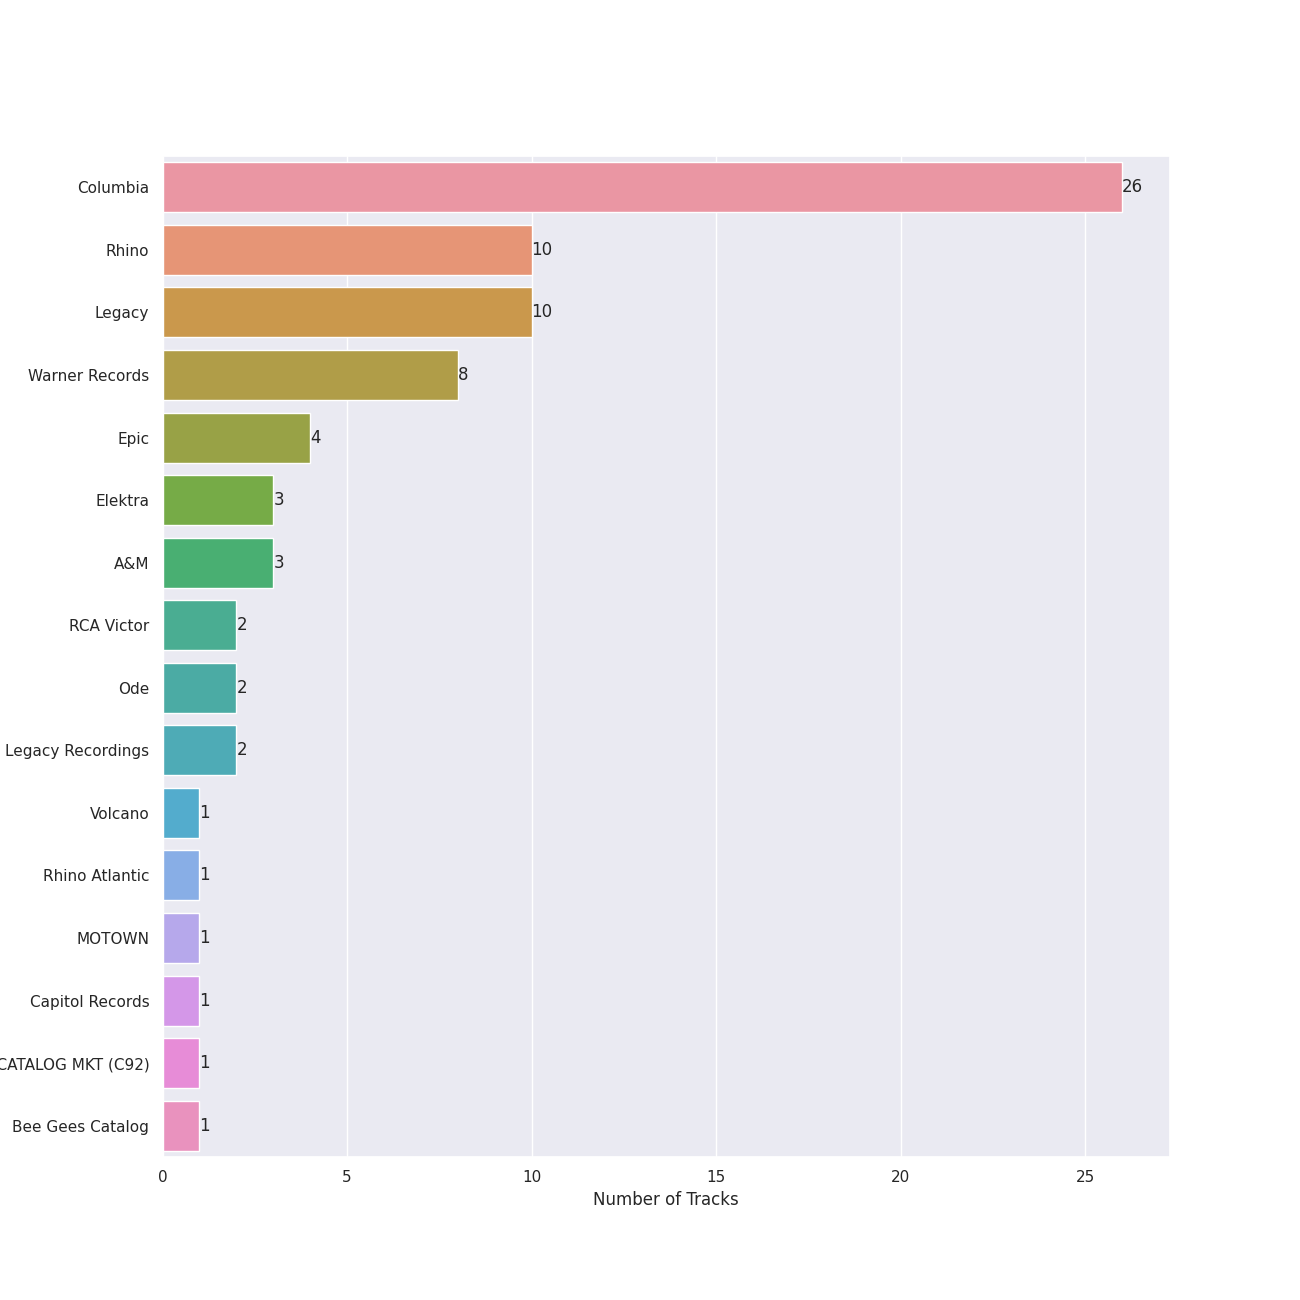 Columbia 26
Rhino 10
Legacy 10
Warner Records 8
Epic 4
Elektra 3
A&M 3
RCA Victor 2
Ode 2
Legacy Recordings 2
Volcano 1
Rhino Atlantic 1
MOTOWN 1
Capitol Records 1
CATALOG MKT (C92) 1
Bee Gees Catalog 1
0 5 10 15 20 25
Number of Tracks